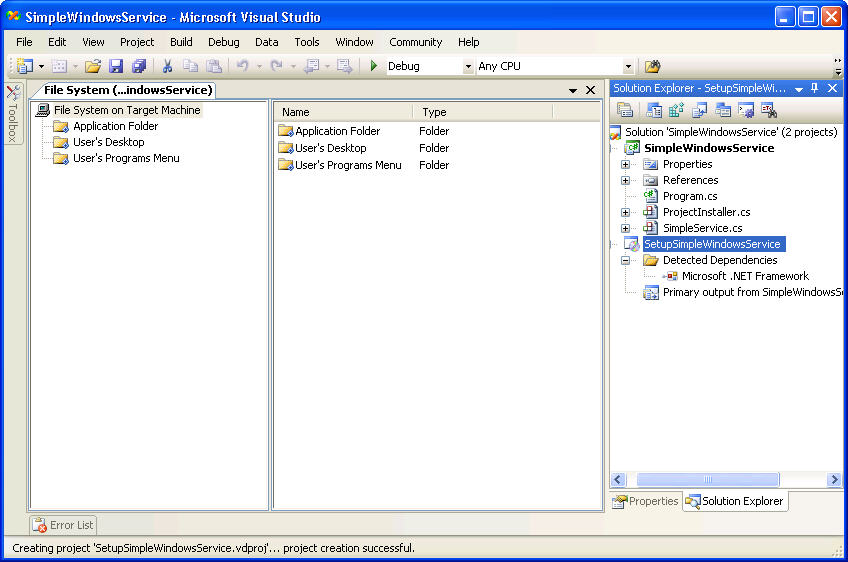 SimpleWindowsService - Microsoft Visual Studio
File Edit View Project Build Debug Data Tools Window Community Help
Debug Any CPU
Toolbox
File System (...indowsService)
File System on Target Machine
Application Folder
User's Desktop
User's Programs Menu
Name Type
Application Folder Folder
User's Desktop Folder
User's Programs Menu Folder
Solution Explorer - SetupSimpleWi...
Solution 'SimpleWindowsService' (2 projects)
SimpleWindowsService
Properties
References
Program.cs
ProjectInstaller.cs
SimpleService.cs
SetupSimpleWindowsService
Detected Dependencies
Microsoft .NET Framework
Primary output from SimpleWindowsSe
Properties Solution Explorer
Error List
Creating project 'SetupSimpleWindowsService.vdproj'... project creation successful.